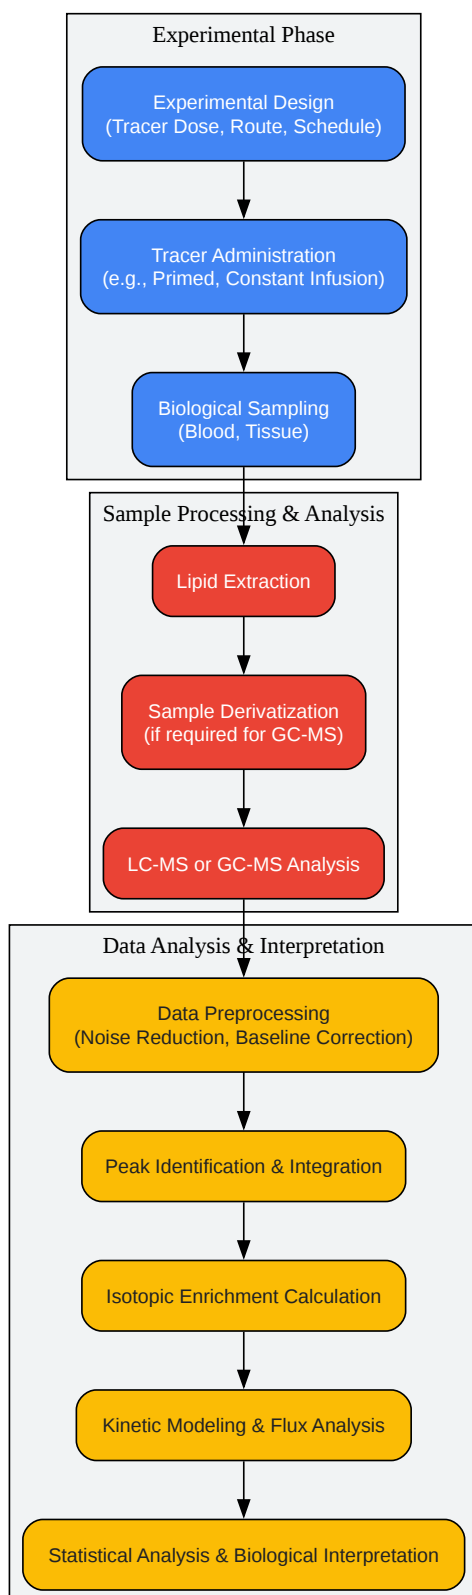 Experimental Phase
Experimental Design
(Tracer Dose, Route, Schedule)
Tracer Administration
(e.g., Primed, Constant Infusion)
Biological Sampling
(Blood, Tissue)
Sample Processing & Analysis
Lipid Extraction
Sample Derivatization
(if required for GC-MS)
LC-MS or GC-MS Analysis
Data Analysis & Interpretation
Data Preprocessing
(Noise Reduction, Baseline Correction)
Peak Identification & Integration
Isotopic Enrichment Calculation
Kinetic Modeling & Flux Analysis
Statistical Analysis & Biological Interpretation